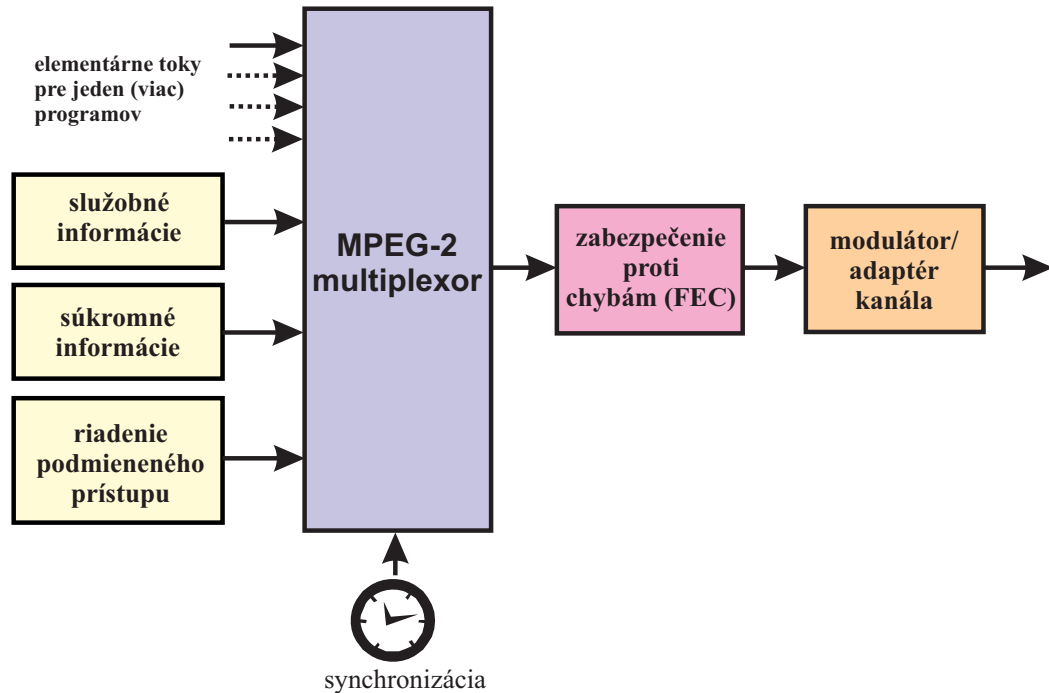 elementárne toky
pre jeden (viac)
programov
služobné
informácie
súkromné
informácie
riadenie
podmieneného
prístupu
MPEG-2
multiplexor
zabezpečenie
proti
chybám (FEC)
modulátor/
adaptér
kanála
synchronizácia